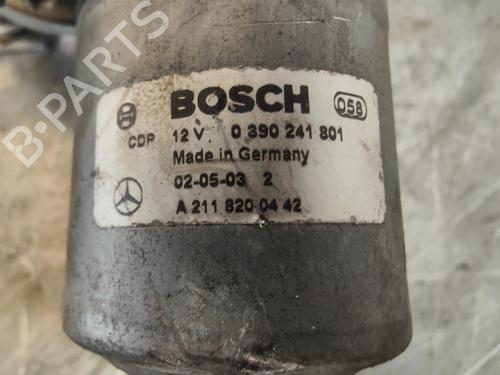 B-PARTS
BOSCH 058
CDP 12 V. 0 390 241 801
Made in Germany
02-05-03 2
A 211 820 04 42